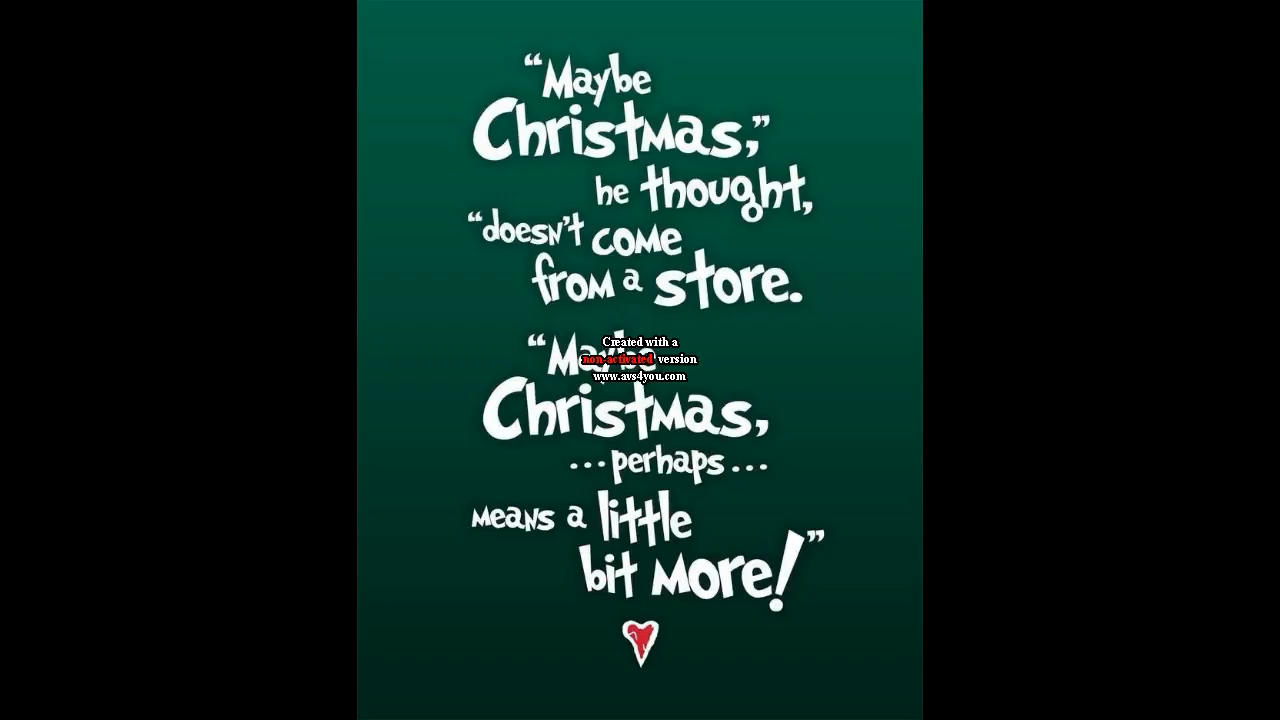 “Maybe
Christmas,”
he thought,
“doesn’t come
from a store.
“Maybe
Created with a
non-activated version
www.avs4you.com
Christmas,
...perhaps...
means a little
bit more!”